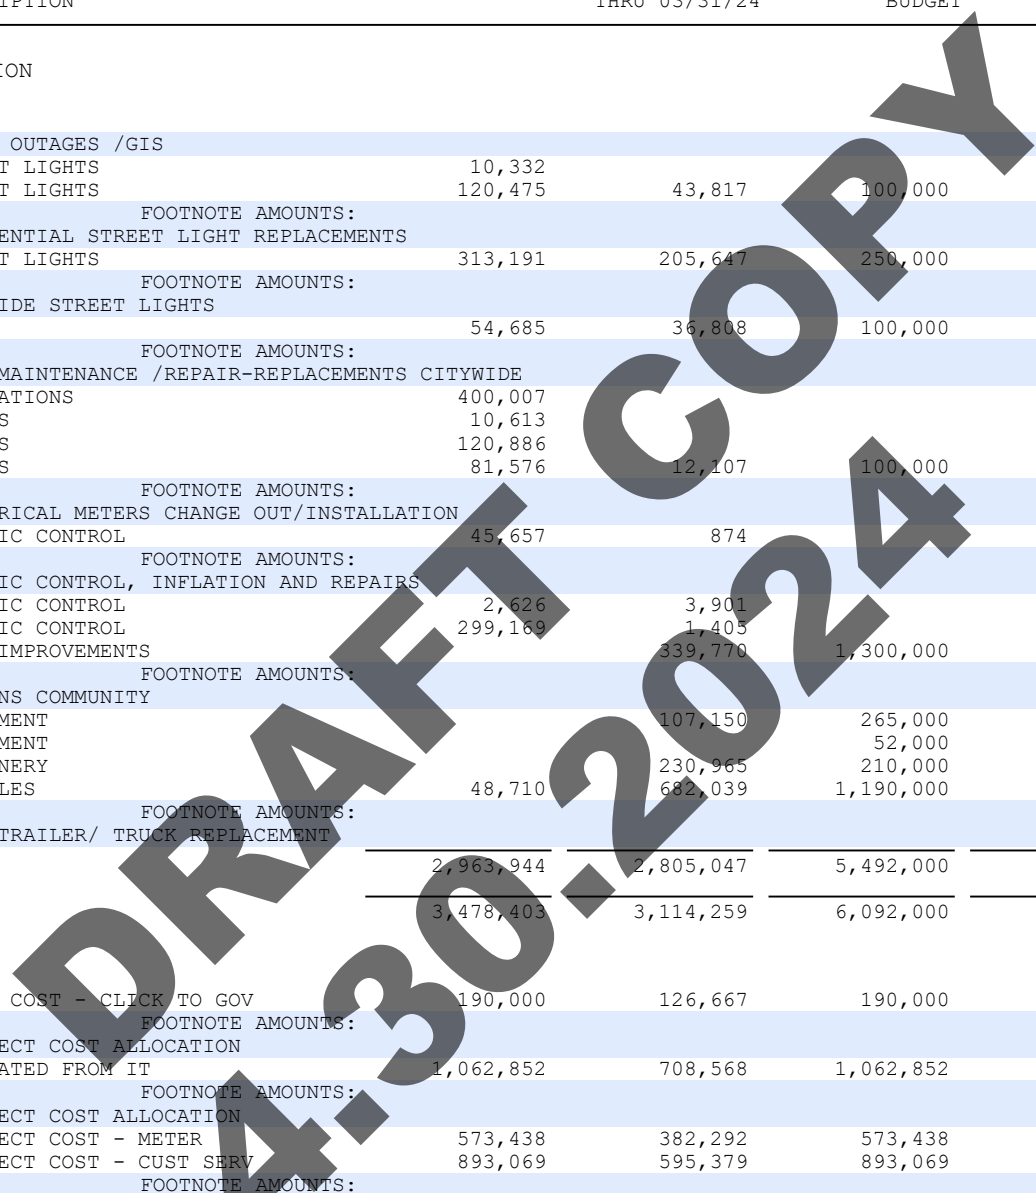 THRU 03/31/24 BUDGET
ION
OUTAGES /GIS
T LIGHTS 10,332
T LIGHTS 120,475 43,817 100,000
FOOTNOTE AMOUNTS:
ENTIAL STREET LIGHT REPLACEMENTS
T LIGHTS 313,191 205,647 250,000
FOOTNOTE AMOUNTS:
IDE STREET LIGHTS
54,685 36,808 100,000
FOOTNOTE AMOUNTS:
MAINTENANCE /REPAIR-REPLACEMENTS CITYWIDE
ATIONS 400,007
S 10,613
S 120,886
S 81,576 12,107 100,000
FOOTNOTE AMOUNTS:
RICAL METERS CHANGE OUT/INSTALLATION
IC CONTROL 45,657 874
FOOTNOTE AMOUNTS:
IC CONTROL, INFLATION AND REPAIRS
IC CONTROL 2,626 3,901
IC CONTROL 299,169 1,405
IMPROVEMENTS 339,770 1,300,000
FOOTNOTE AMOUNTS:
NS COMMUNITY
MENT 107,150 265,000
MENT 52,000
NERY 230,965 210,000
LES 48,710 682,039 1,190,000
FOOTNOTE AMOUNTS:
TRAILER/ TRUCK REPLACEMENT
2,963,944 2,805,047 5,492,000
3,478,403 3,114,259 6,092,000
COST - CLICK TO GOV 190,000 126,667 190,000
FOOTNOTE AMOUNTS:
ECT COST ALLOCATION
ATED FROM IT 1,062,852 708,568 1,062,852
FOOTNOTE AMOUNTS:
ECT COST ALLOCATION
ECT COST - METER 573,438 382,292 573,438
ECT COST - CUST SERV 893,069 595,379 893,069
FOOTNOTE AMOUNTS:
DRAFT COPY
4.30.2024